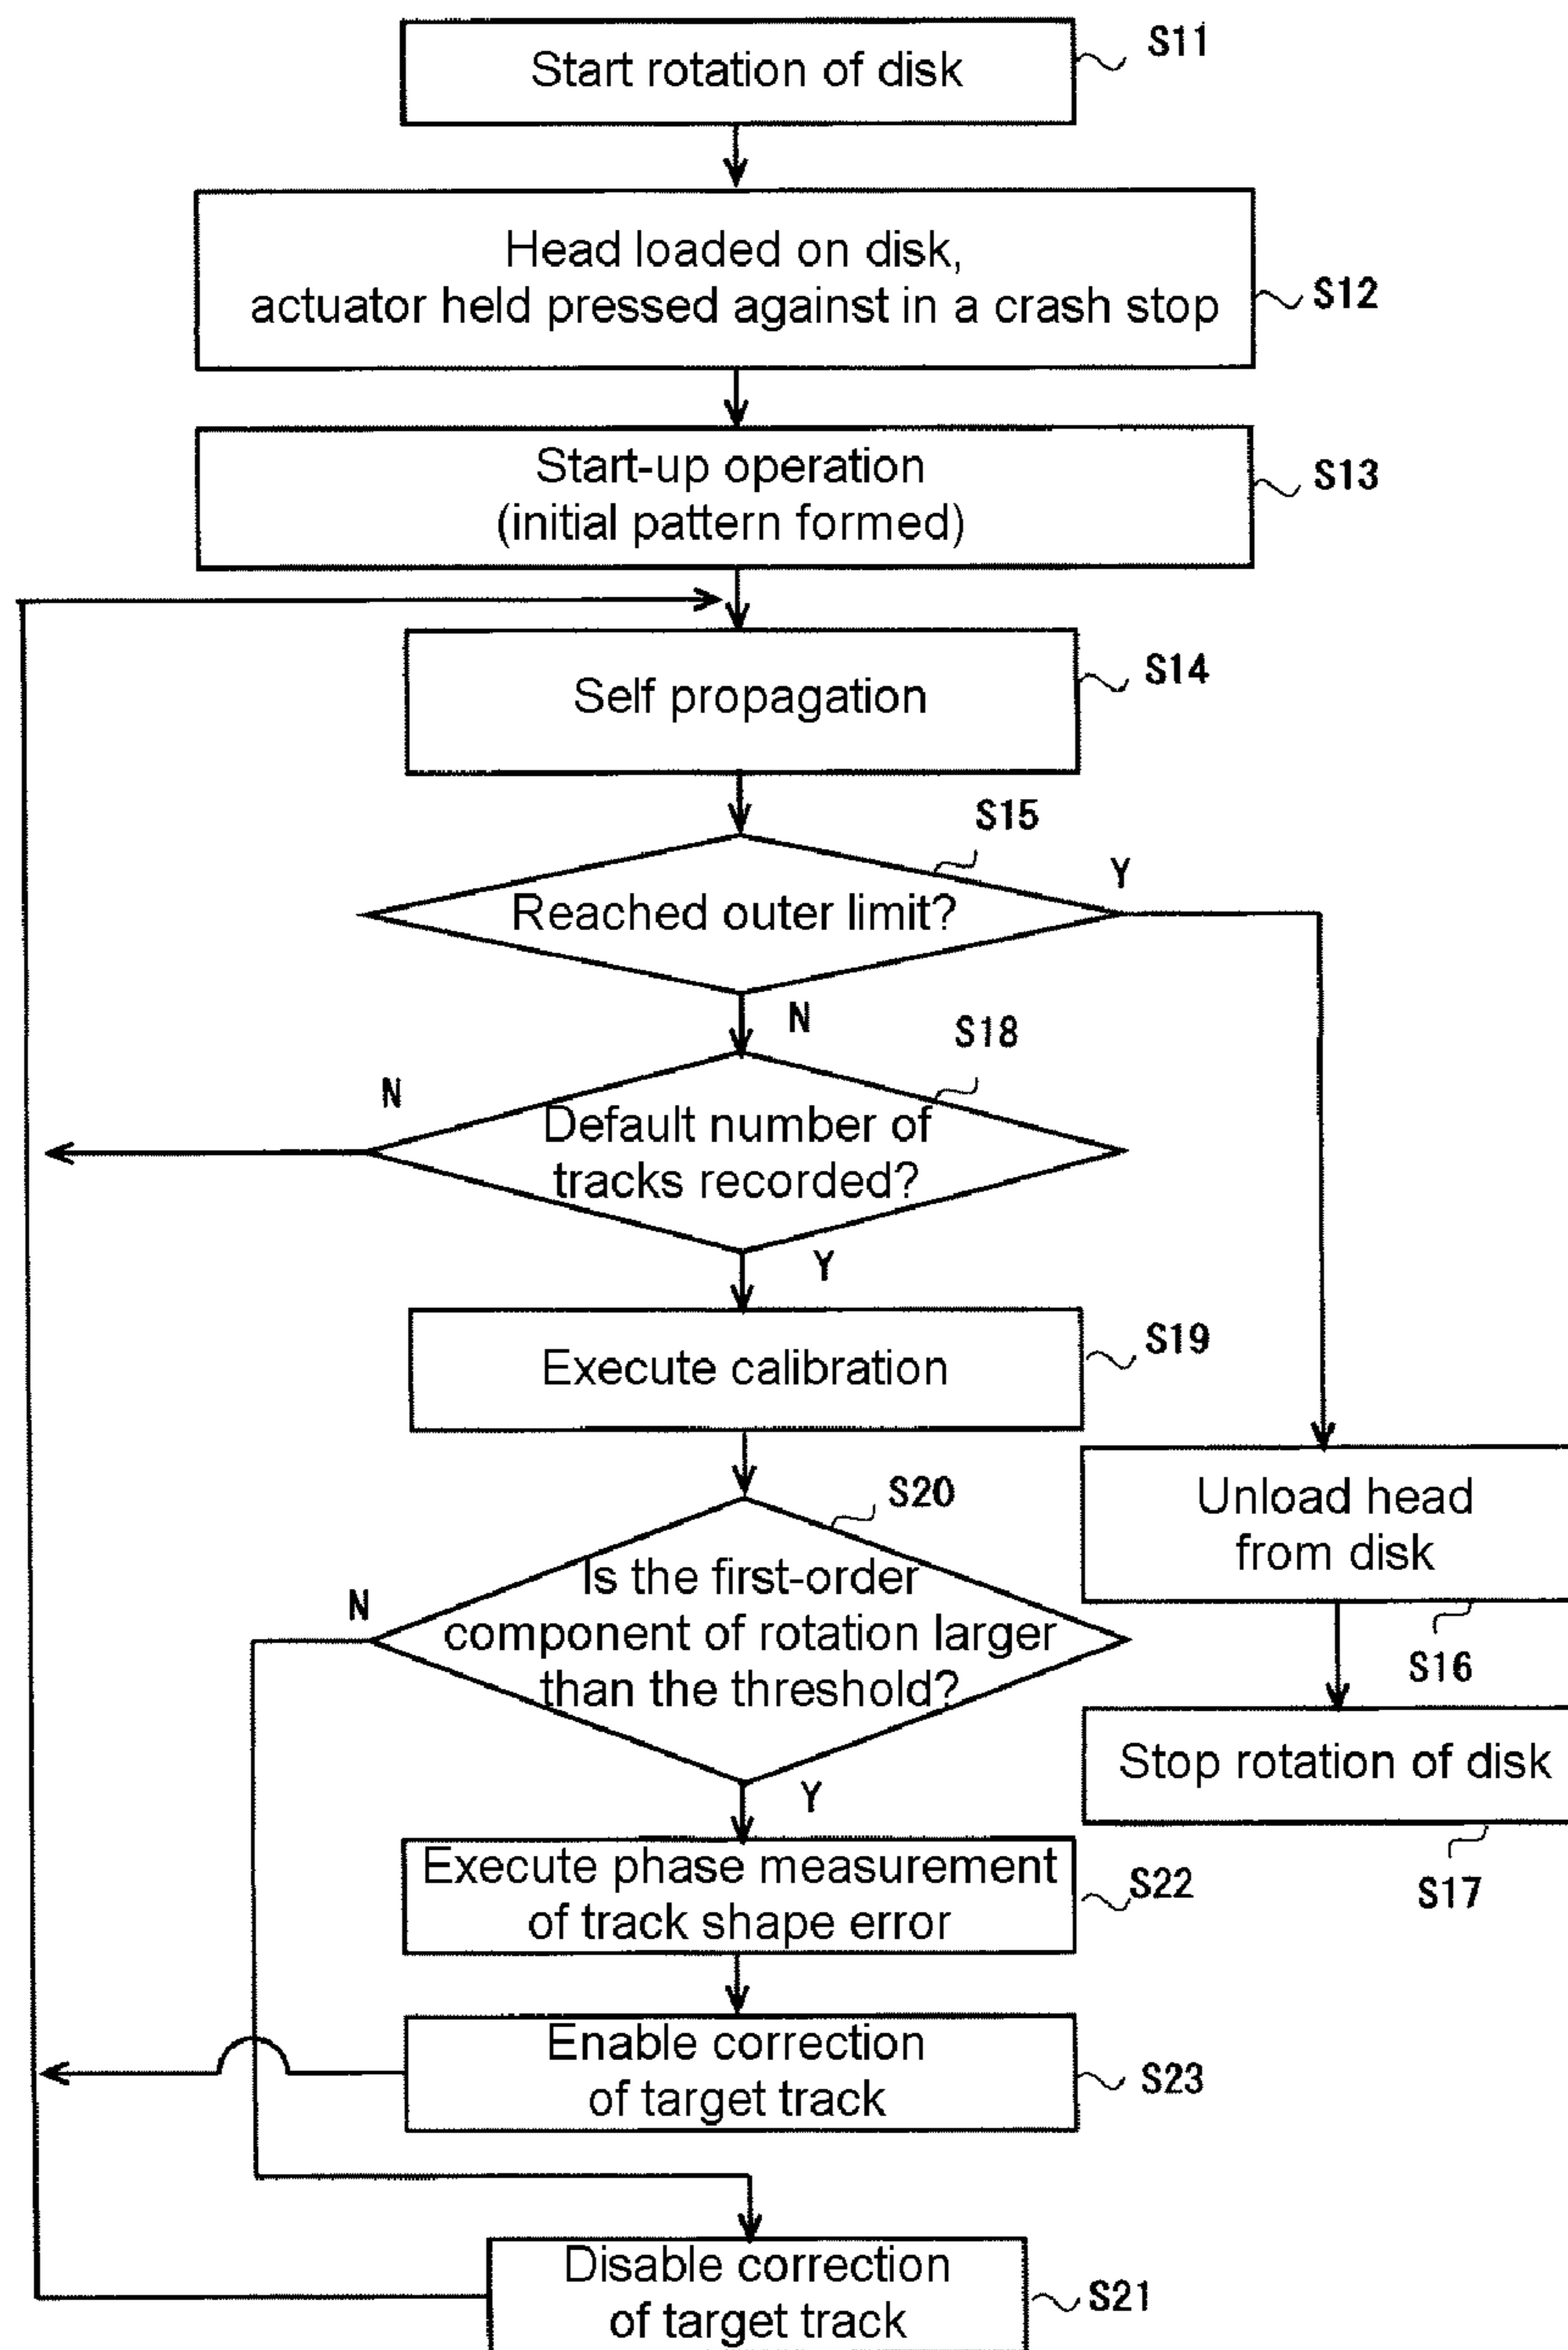 Start rotation of disk
S11
Head loaded on disk,
actuator held pressed against in a crash stop
S12
Start-up operation
(initial pattern formed)
S13
Self propagation
S14
S15
Y
Reached outer limit?
N
S18
N
Default number of
tracks recorded?
Y
Execute calibration
S19
S20
N
Is the first-order
component of rotation larger
than the threshold?
Y
Unload head
from disk
S16
Stop rotation of disk
S17
Execute phase measurement
of track shape error
S22
Enable correction
of target track
S23
Disable correction
of target track
S21